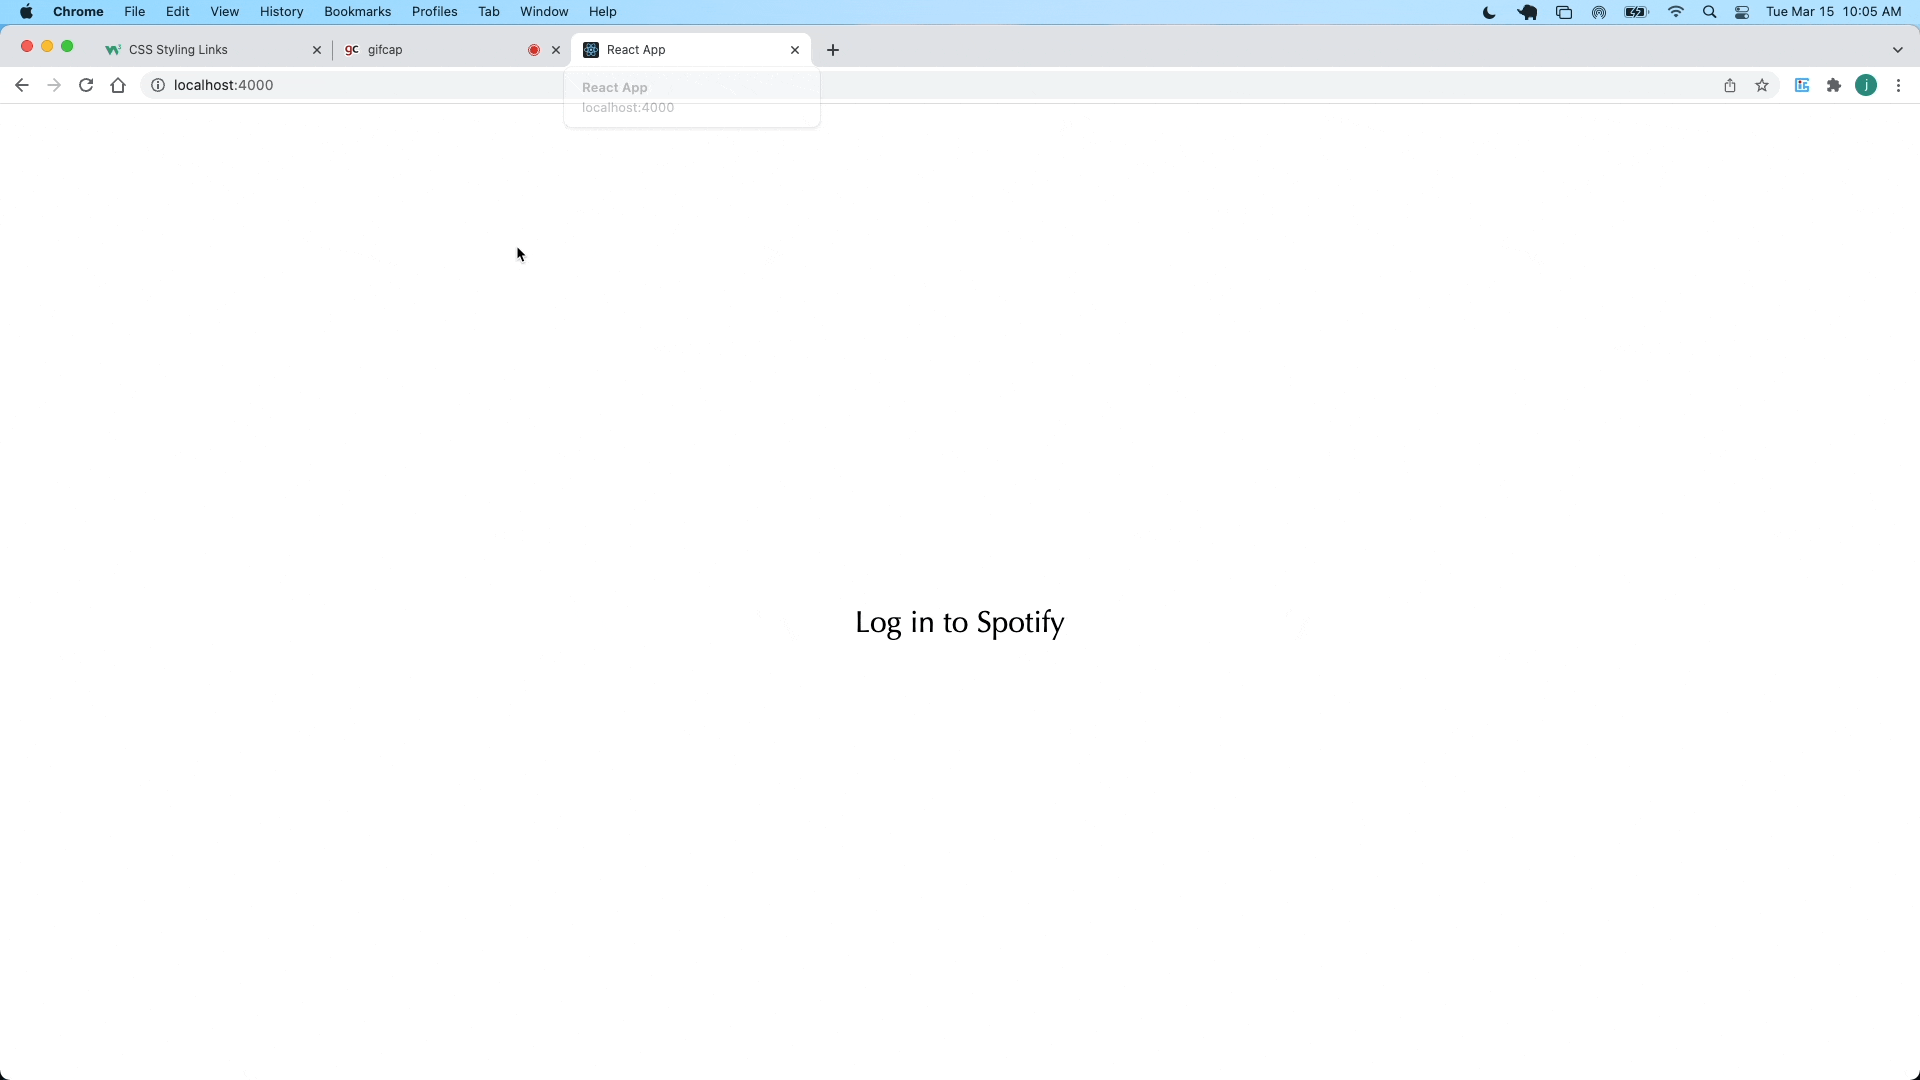 Chrome File Edit View History Bookmarks Profiles Tab Window Help Tue Mar 15 10:05 AM
CSS Styling Links gc gifcap React App
localhost:4000 j
React App
localhost:4000
Log in to Spotify